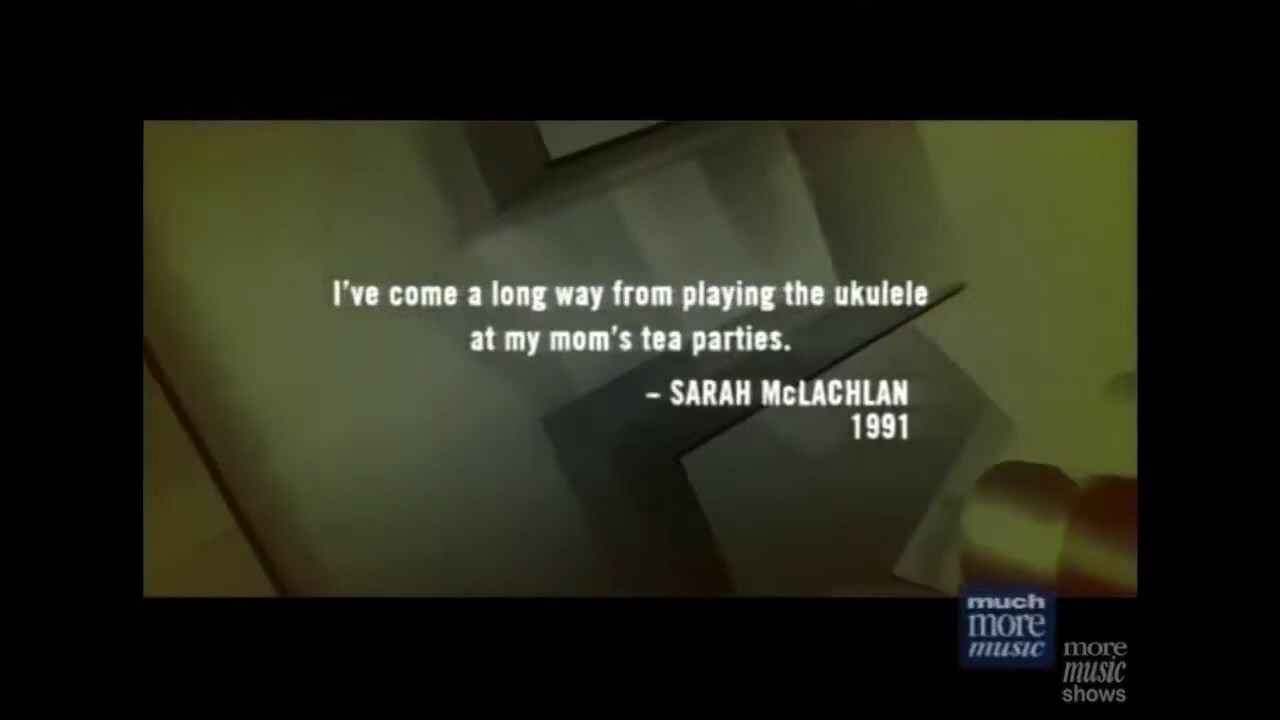 I've come a long way from playing the ukulele
at my mom's tea parties.
– SARAH McLACHLAN
1991
much
more
music
more
music
shows